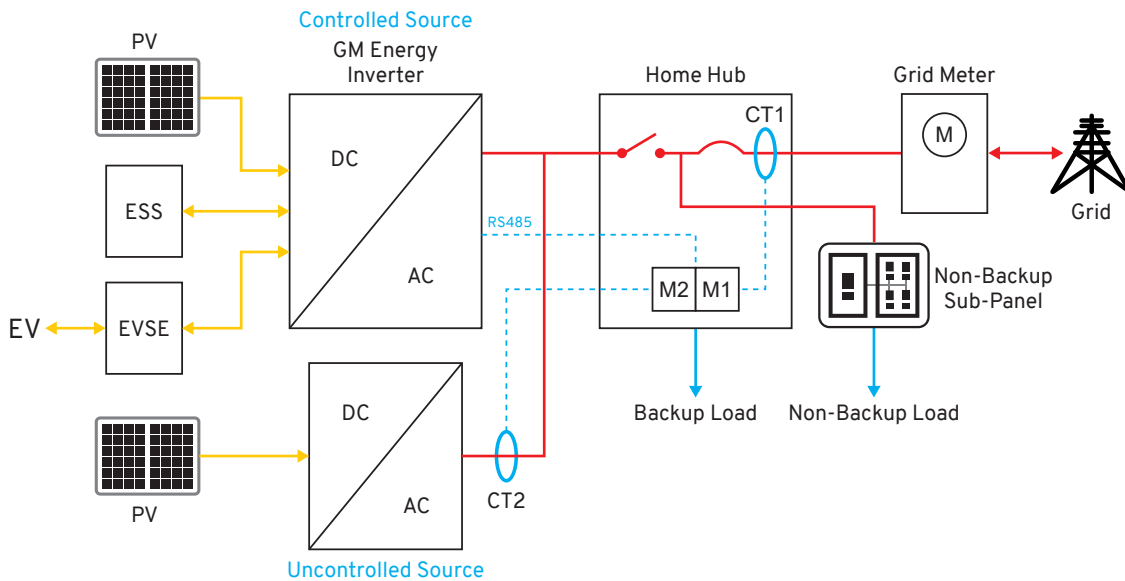 Controlled Source
PV
GM Energy
Inverter
Home Hub
Grid Meter
CT1
M
DC
ESS
RS485
Grid
AC
M2
M1
Non-Backup
Sub-Panel
EV
EVSE
Backup Load
Non-Backup Load
DC
CT2
AC
PV
Uncontrolled Source